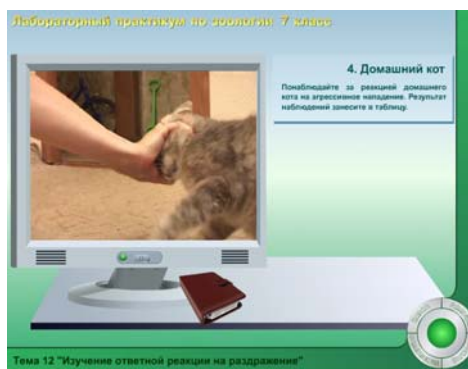 Лабораторный практикум по зоологии 7 класс
4. Домашний кот
Понаблюдайте за реакцией домашнего
кота на агрессивное нападение. Результат
наблюдений занесите в таблицу.
Тема 12 "Изучение ответной реакции на раздражение"